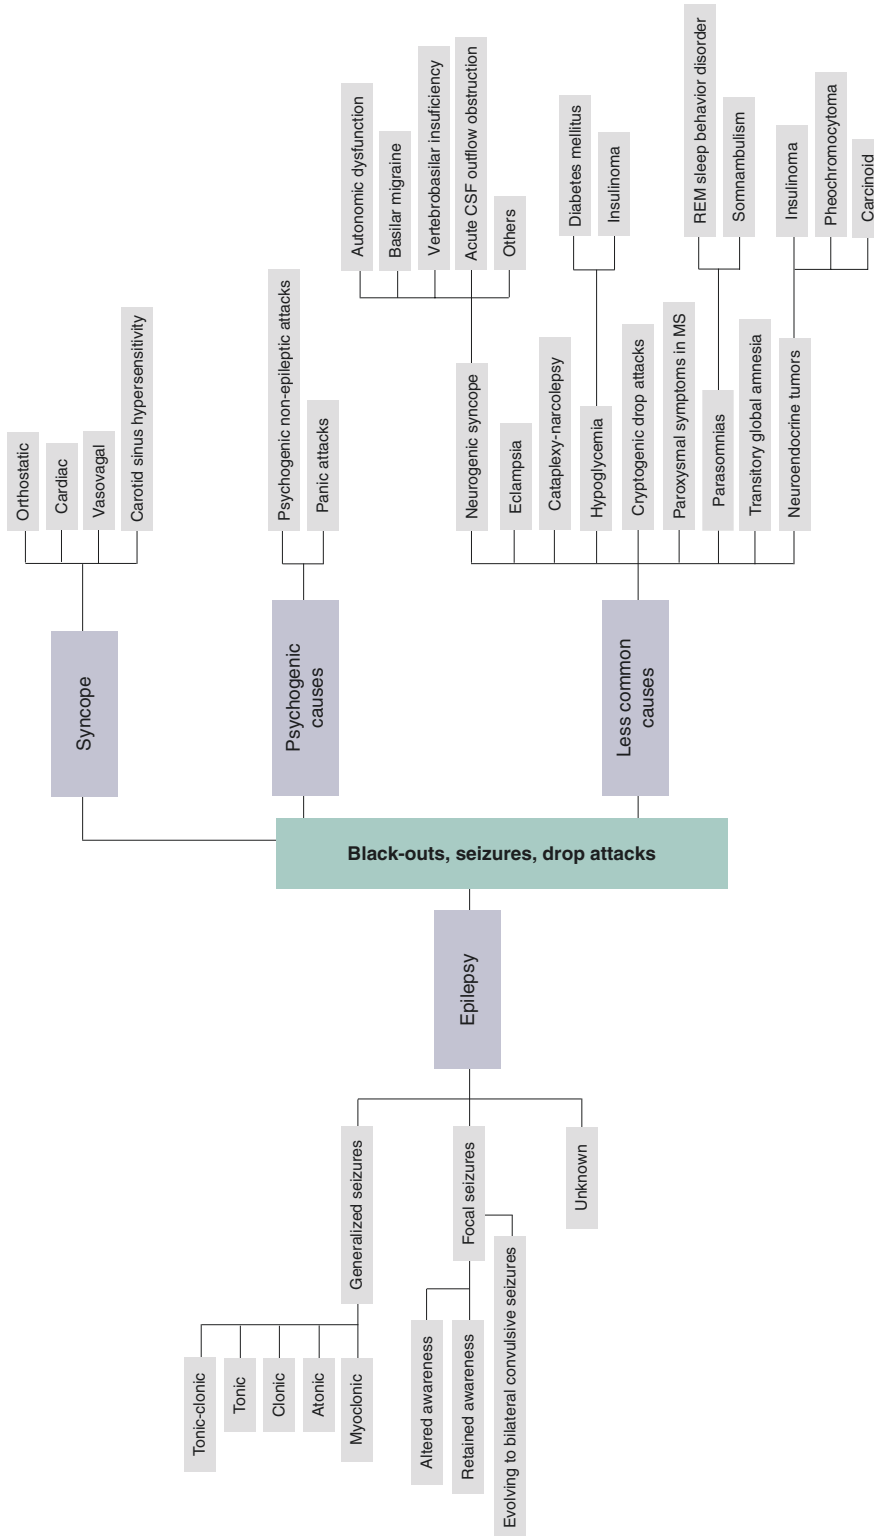 Black-outs, seizures, drop attacks
Epilepsy
Generalized seizures
Tonic-clonic
Tonic
Clonic
Atonic
Myoclonic
Focal seizures
Altered awareness
Retained awareness
Evolving to bilateral convulsive seizures
Unknown
Syncope
Orthostatic
Cardiac
Vasovagal
Carotid sinus hypersensitivity
Psychogenic
causes
Psychogenic non-epileptic attacks
Panic attacks
Less common
causes
Neurogenic syncope
Autonomic dysfunction
Basilar migraine
Vertebrobasilar insuficiency
Acute CSF outflow obstruction
Others
Eclampsia
Cataplexy-narcolepsy
Hypoglycemia
Diabetes mellitus
Insulinoma
Cryptogenic drop attacks
Paroxysmal symptoms in MS
Parasomnias
REM sleep behavior disorder
Somnambulism
Transitory global amnesia
Neuroendocrine tumors
Insulinoma
Pheochromocytoma
Carcinoid